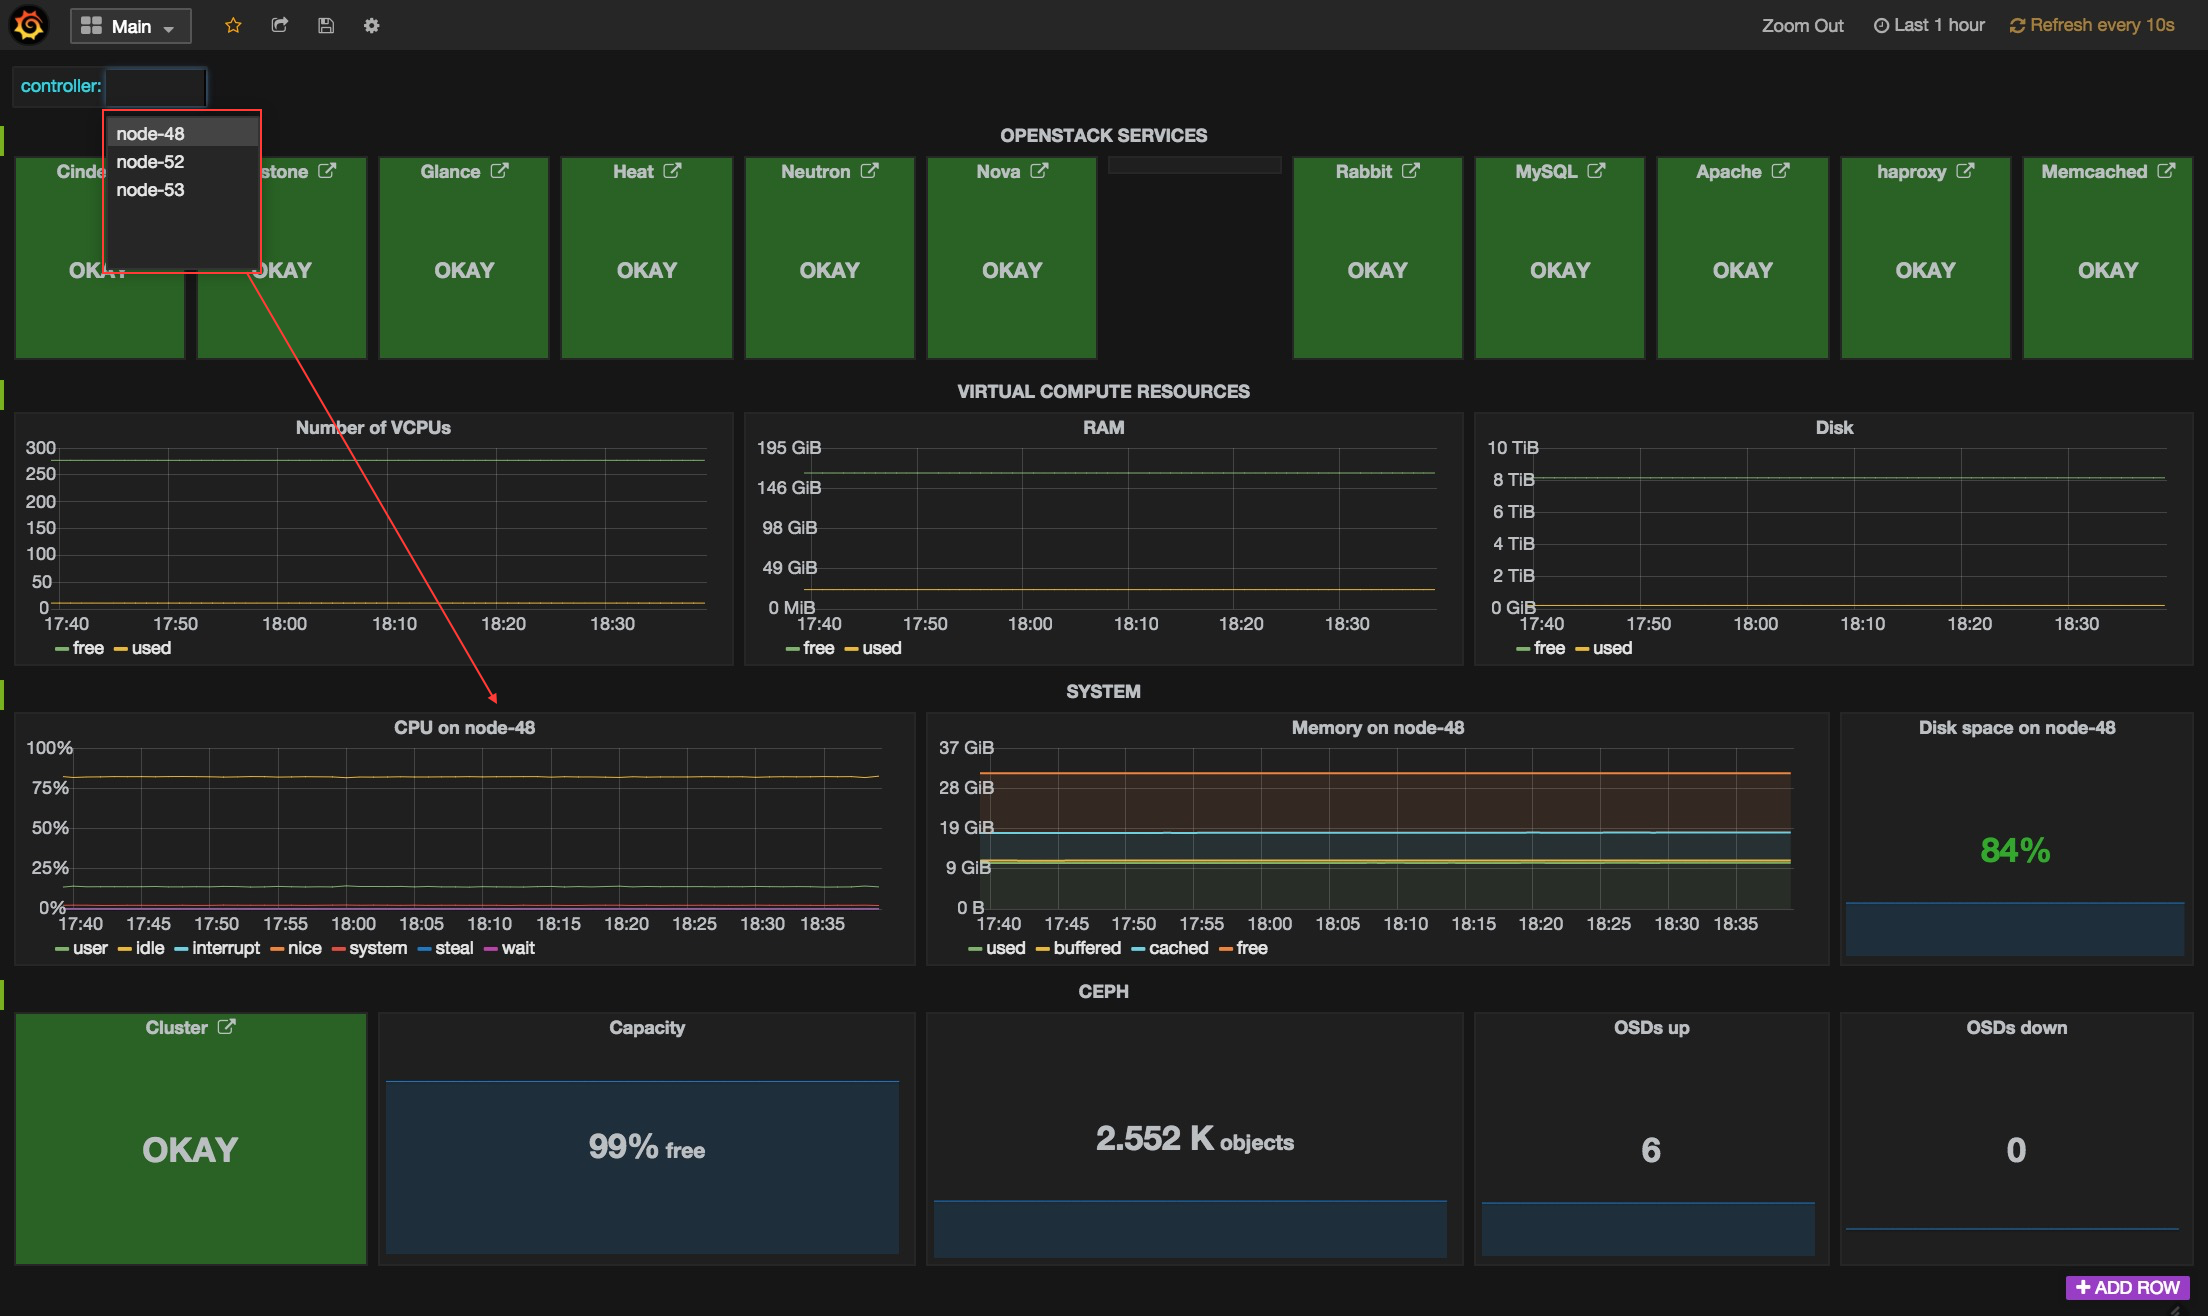 Main
Zoom Out Last 1 hour Refresh every 10s
controller:
node-48
node-52
node-53
OPENSTACK SERVICES
Glance Heat Neutron Nova Rabbit MySQL Apache haproxy Memcached
OKAY OKAY OKAY OKAY OKAY OKAY OKAY OKAY OKAY OKAY OKAY
VIRTUAL COMPUTE RESOURCES
Number of VCPUs
300
250
200
150
100
50
0
17:40 17:50 18:00 18:10 18:20 18:30
free used
RAM
195 GiB
146 GiB
98 GiB
49 GiB
0 MiB
17:40 17:50 18:00 18:10 18:20 18:30
free used
Disk
10 TiB
8 TiB
6 TiB
4 TiB
2 TiB
0 GiB
17:40 17:50 18:00 18:10 18:20 18:30
free used
SYSTEM
CPU on node-48
100%
75%
50%
25%
0%
17:40 17:45 17:50 17:55 18:00 18:05 18:10 18:15 18:20 18:25 18:30 18:35
user idle interrupt nice system steal wait
Memory on node-48
37 GiB
28 GiB
19 GiB
9 GiB
0 B
17:40 17:45 17:50 17:55 18:00 18:05 18:10 18:15 18:20 18:25 18:30 18:35
used buffered cached free
Disk space on node-48
84%
CEPH
Cluster
OKAY
Capacity
99% free
2.552 K objects
OSDs up
6
OSDs down
0
ADD ROW